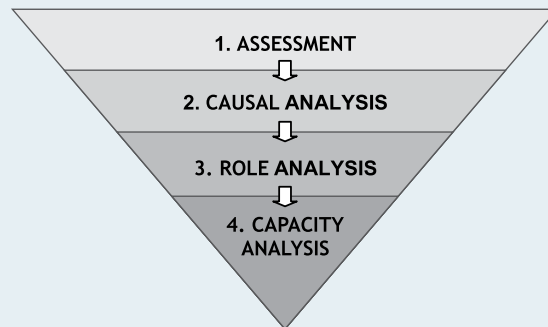 1. ASSESSMENT
2. CAUSAL ANALYSIS
3. ROLE ANALYSIS
4. CAPACITY
ANALYSIS